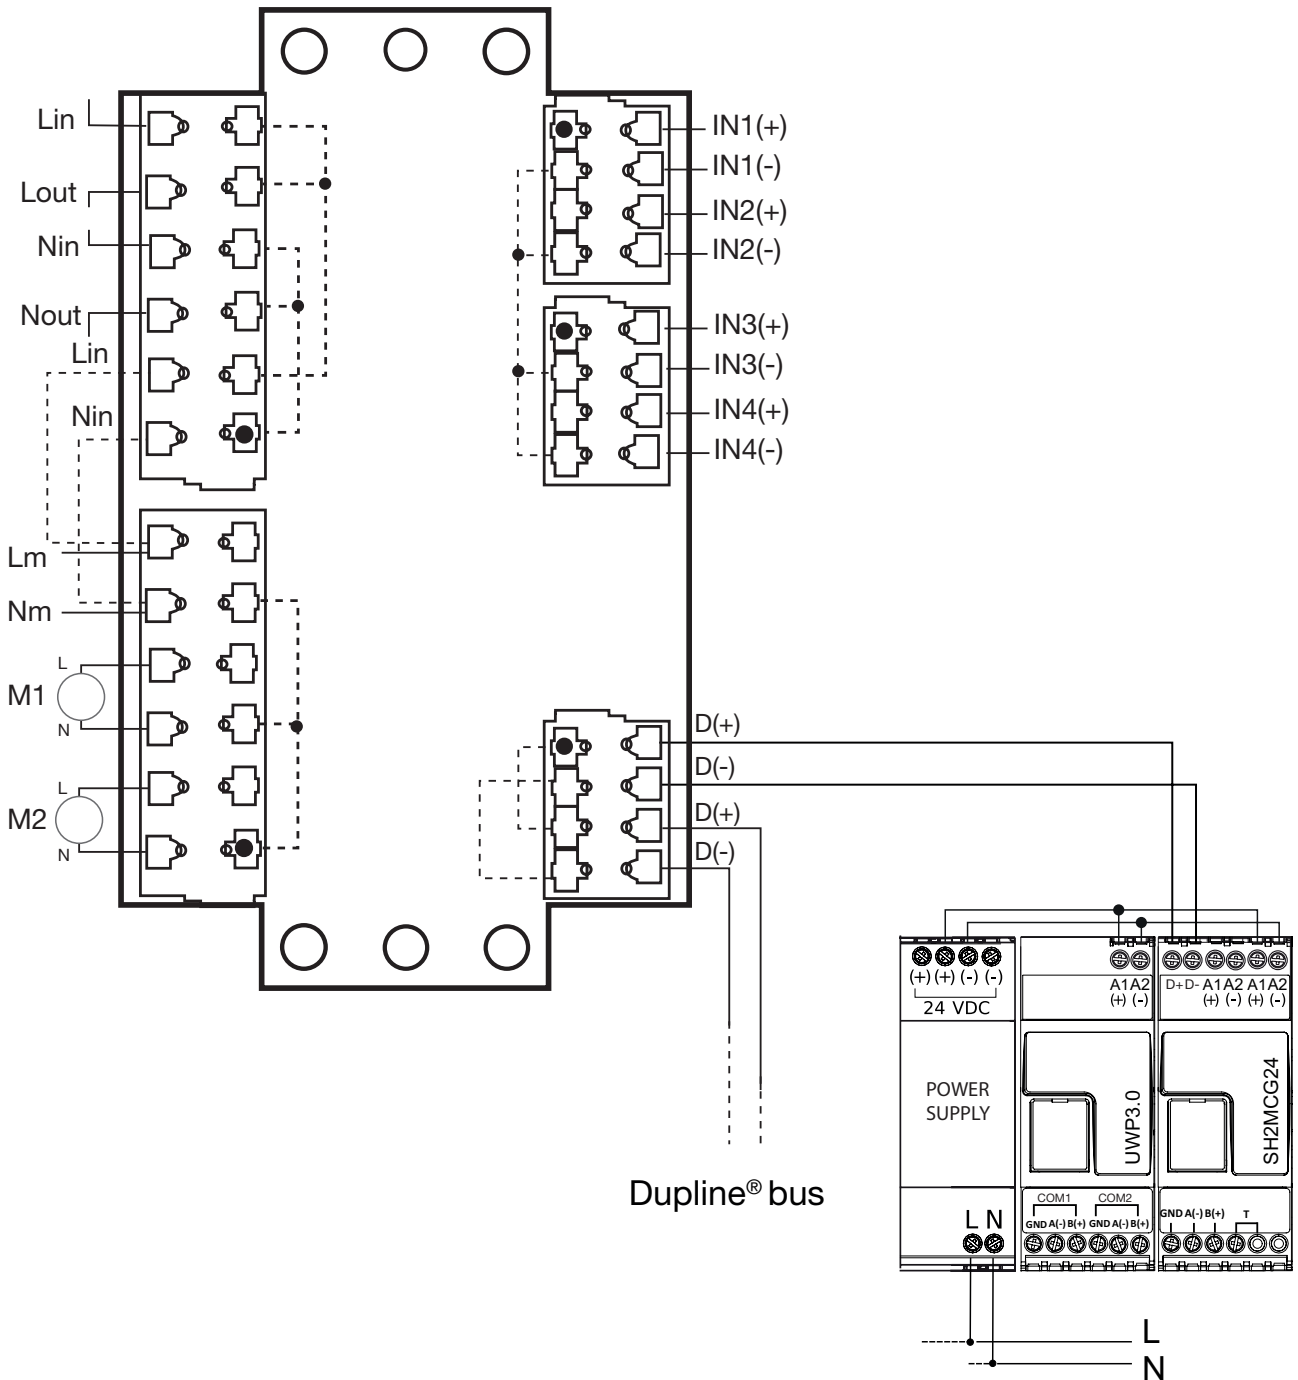 Lin
Lout
Nin
Nout
Lin
Nin
Lm
Nm
L
M1
N
L
M2
N
IN1(+)
IN1(-)
IN2(+)
IN2(-)
IN3(+)
IN3(-)
IN4(+)
IN4(-)
D(+)
D(-)
D(+)
D(-)
Dupline® bus
(+) (+) (-) (-)
24 VDC
POWER
SUPPLY
L N
A1 A2
(+) (-)
UWP3.0
COM1 COM2
GND A(-) B(+) GND A(-) B(+)
D+ D- A1 A2 A1 A2
(+) (-) (+) (-)
SH2MCG24
GND A(-) B(+) T
L
N